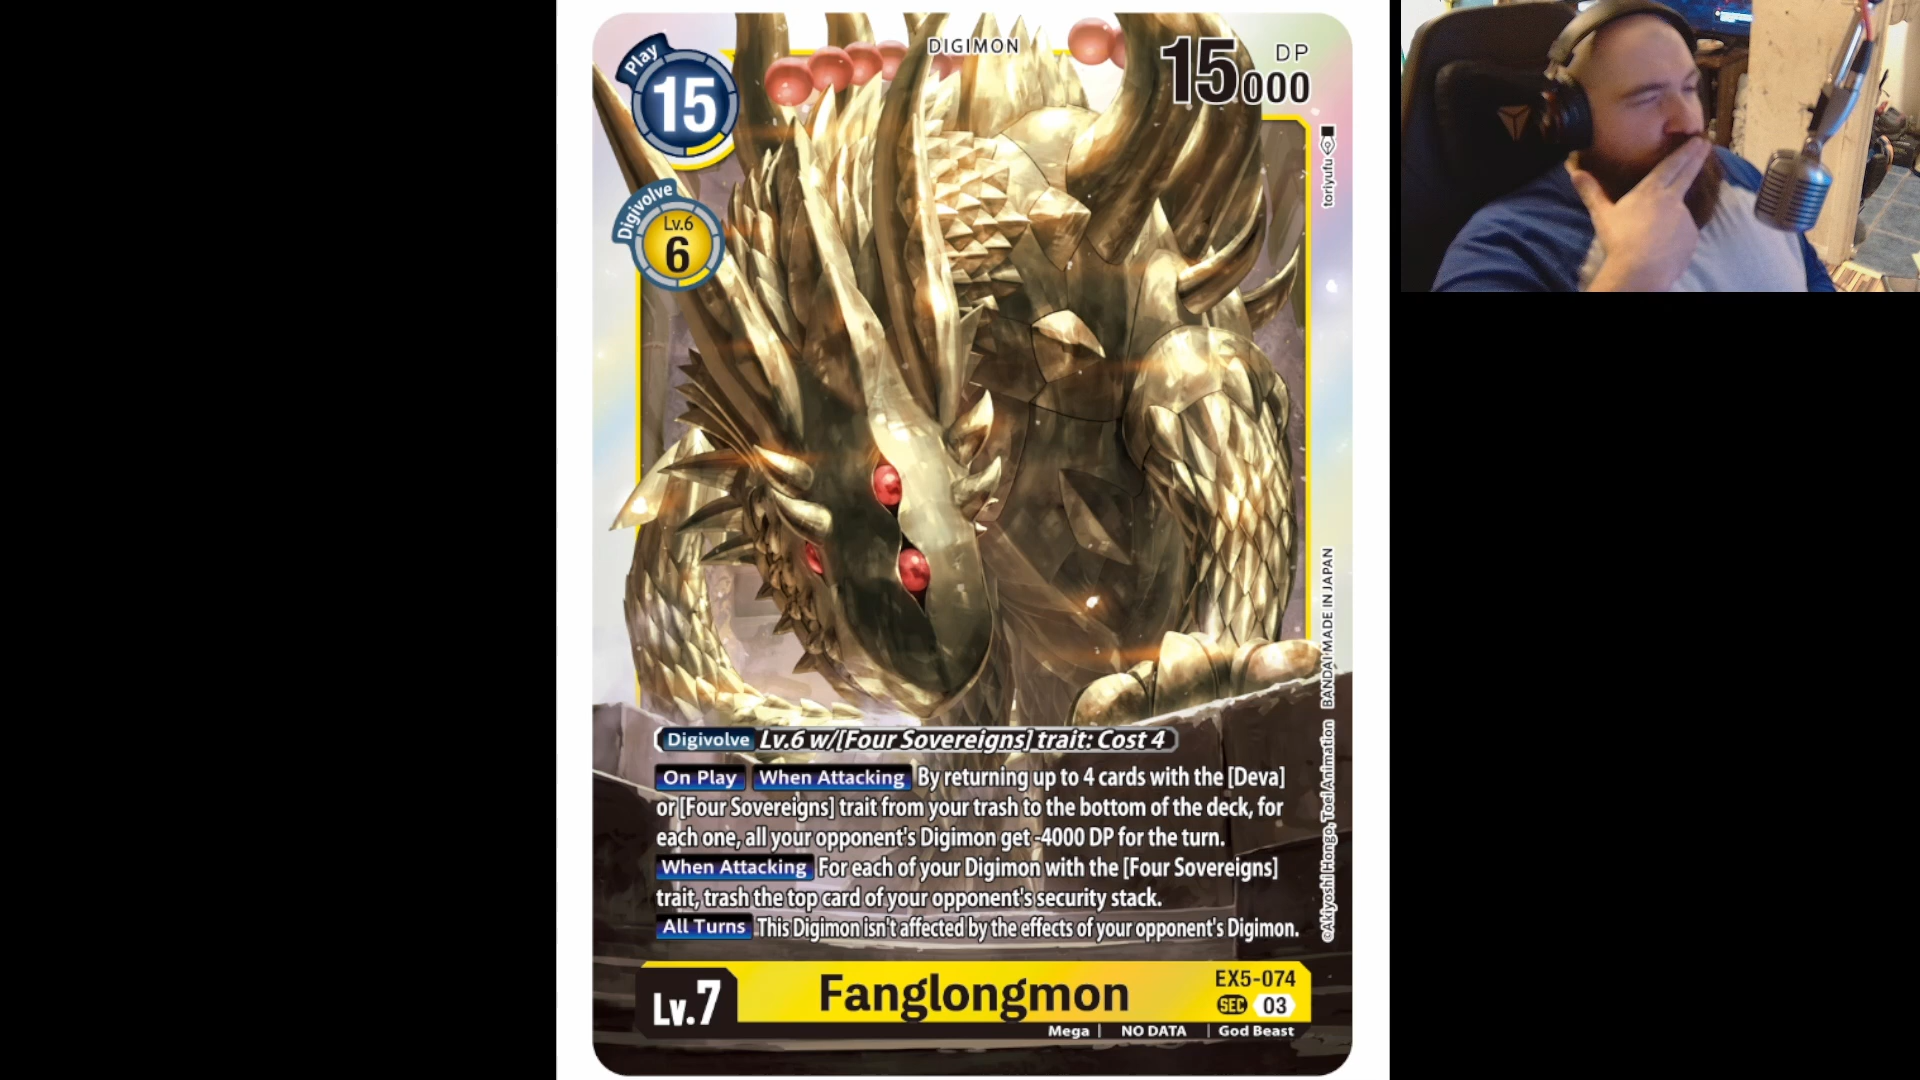 DIGIMON
Play
15
15000
DP
Digivolve
Lv.6
6
toriyufu
Digivolve Lv.6 w/[Four Sovereigns] trait: Cost 4
On Play When Attacking By returning up to 4 cards with the [Deva]
or [Four Sovereigns] trait from your trash to the bottom of the deck, for
each one, all your opponent's Digimon get -4000 DP for the turn.
When Attacking For each of your Digimon with the [Four Sovereigns]
trait, trash the top card of your opponent's security stack.
All Turns This Digimon isn't affected by the effects of your opponent's Digimon.
©Akiyoshi Hongo, Toei Animation BANDAI MADE IN JAPAN
Lv.7
Fanglongmon
EX5-074
SEC 03
Mega | NO DATA | God Beast